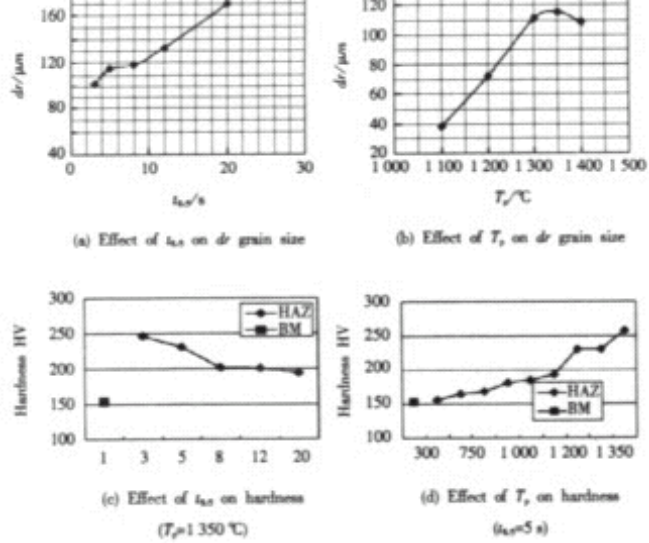 160
120
80
40
0 10 20 30
dr/μm
t8/5/s
(a) Effect of t8/5 on dr grain size
120
100
80
60
40
20
1 000 1 100 1 200 1 300 1 400 1 500
dr/μm
Tp/℃
(b) Effect of Tp on dr grain size
300
250
200
150
100
1 3 5 8 12 20
Hardness HV
HAZ
BM
(c) Effect of t8/5 on hardness
(Tp=1 350 ℃)
300
250
200
150
100
300 750 1 000 1 200 1 350
Hardness HV
HAZ
BM
(d) Effect of Tp on hardness
(t8/5=5 s)